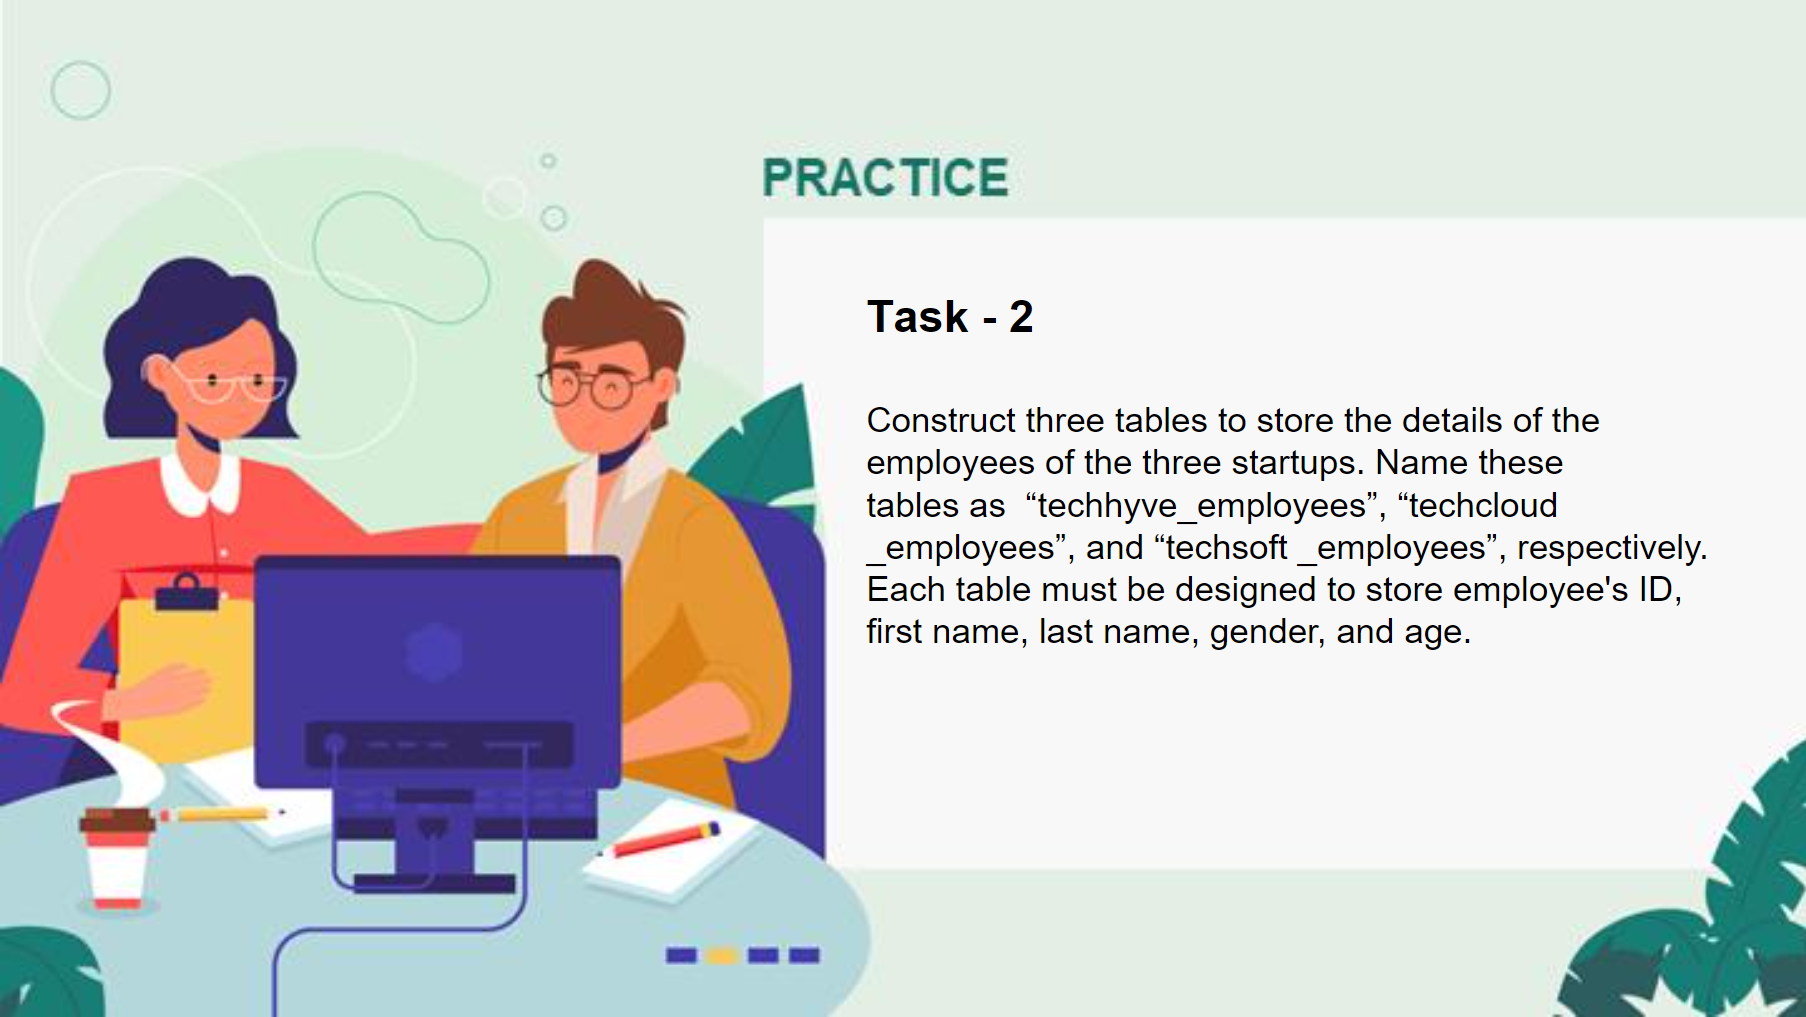 PRACTICE
Task - 2
Construct three tables to store the details of the
employees of the three startups. Name these
tables as  “techhyve_employees”, “techcloud
_employees”, and “techsoft _employees”, respectively.
Each table must be designed to store employee's ID,
first name, last name, gender, and age.